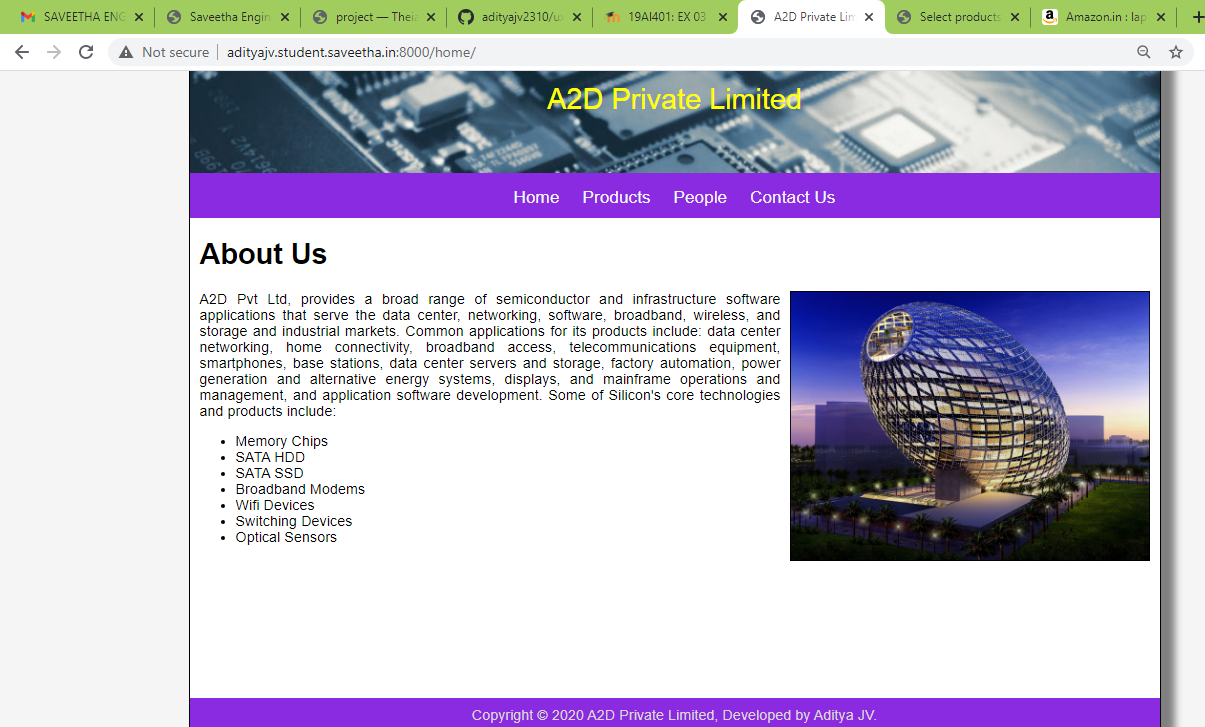 SAVEETHA ENG
Saveetha Engin
project — Theia
adityajv2310/ux
19AI401: EX 03
A2D Private Lim
Select products
Amazon.in : lap
Not secure
adityajv.student.saveetha.in:8000/home/
A2D Private Limited
Home
Products
People
Contact Us
About Us
A2D Pvt Ltd, provides a broad range of semiconductor and infrastructure software
applications that serve the data center, networking, software, broadband, wireless, and
storage and industrial markets. Common applications for its products include: data center
networking, home connectivity, broadband access, telecommunications equipment,
smartphones, base stations, data center servers and storage, factory automation, power
generation and alternative energy systems, displays, and mainframe operations and
management, and application software development. Some of Silicon's core technologies
and products include:
Memory Chips
SATA HDD
SATA SSD
Broadband Modems
Wifi Devices
Switching Devices
Optical Sensors
Copyright © 2020 A2D Private Limited, Developed by Aditya JV.